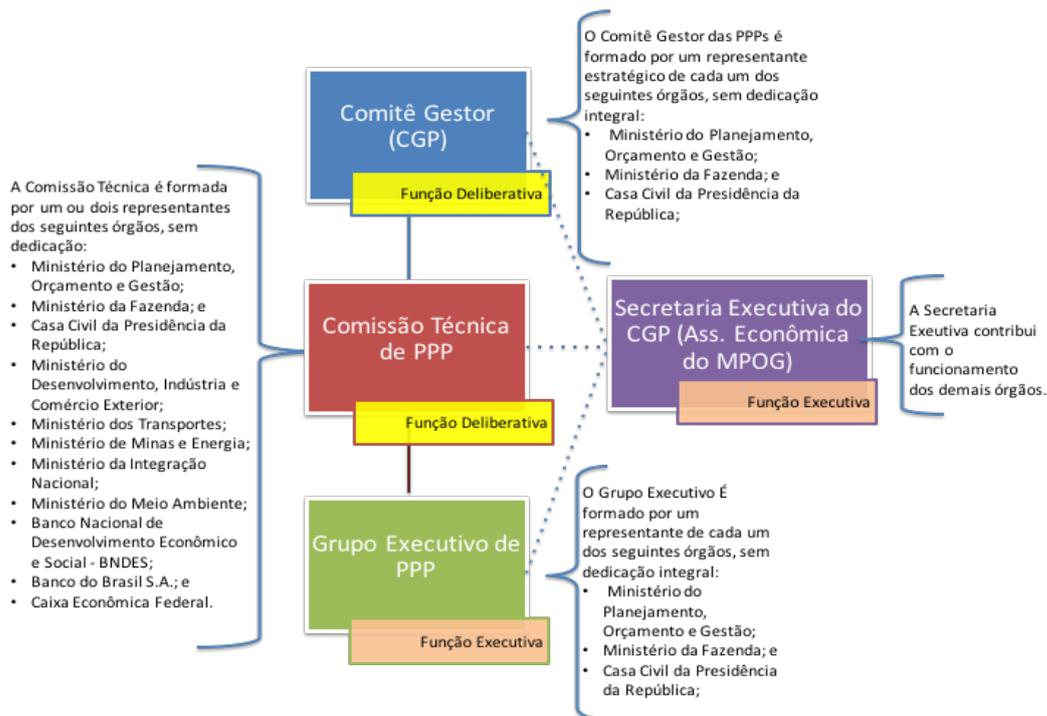 O Comitê Gestor das PPPs é
formado por um representante
estratégico de cada um dos
seguintes órgãos, sem dedicação
integral:
• Ministério do Planejamento,
Orçamento e Gestão;
• Ministério da Fazenda; e
• Casa Civil da Presidência da
República;
Comitê Gestor
(CGP)
Função Deliberativa
A Comissão Técnica é formada
por um ou dois representantes
dos seguintes órgãos, sem
dedicação:
• Ministério do Planejamento,
Orçamento e Gestão;
• Ministério da Fazenda; e
• Casa Civil da Presidência da
República;
• Ministério do
Desenvolvimento, Indústria e
Comércio Exterior;
• Ministério dos Transportes;
• Ministério de Minas e Energia;
• Ministério da Integração
Nacional;
• Ministério do Meio Ambiente;
• Banco Nacional de
Desenvolvimento Econômico
e Social - BNDES;
• Banco do Brasil S.A.; e
• Caixa Econômica Federal.
Comissão Técnica
de PPP
Função Deliberativa
Secretaria Executiva do
CGP (Ass. Econômica
do MPOG)
Função Executiva
A Secretaria
Exeutiva contribui
com o
funcionamento
dos demais órgãos.
Grupo Executivo de
PPP
Função Executiva
O Grupo Executivo É
formado por um
representante de cada um
dos seguintes órgãos, sem
dedicação integral:
• Ministério do
Planejamento,
Orçamento e Gestão;
• Ministério da Fazenda; e
• Casa Civil da Presidência
da República;